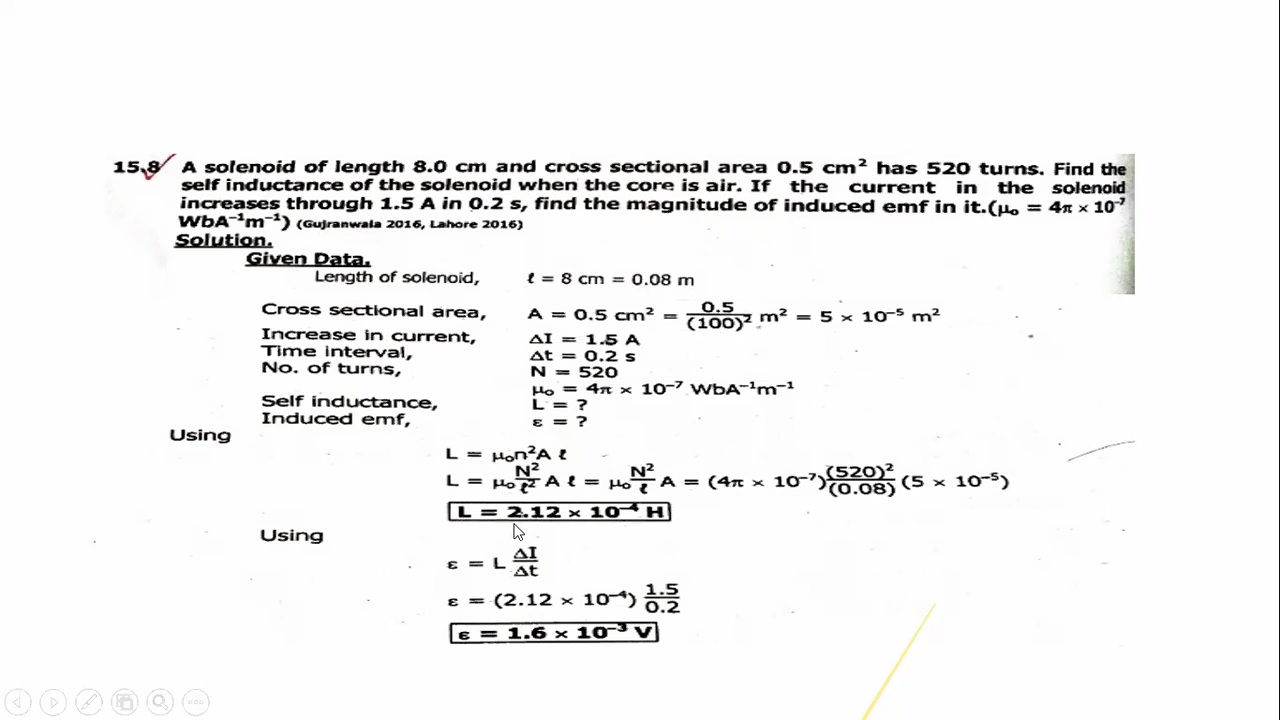 15.8 A solenoid of length 8.0 cm and cross sectional area 0.5 cm² has 520 turns. Find the
self inductance of the solenoid when the core is air. If the current in the solenoid
increases through 1.5 A in 0.2 s, find the magnitude of induced emf in it.(μ₀ = 4π × 10⁻⁷
WbA⁻¹m⁻¹) (Gujranwala 2016, Lahore 2016)
Solution.
Given Data.
Length of solenoid, ℓ = 8 cm = 0.08 m
Cross sectional area, A = 0.5 cm² = 0.5/(100)² m² = 5 × 10⁻⁵ m²
Increase in current, ΔI = 1.5 A
Time interval, Δt = 0.2 s
No. of turns, N = 520
μ₀ = 4π × 10⁻⁷ WbA⁻¹m⁻¹
Self inductance, L = ?
Induced emf, ε = ?
Using
L = μ₀n²A ℓ
L = μ₀ N²/ℓ² A ℓ = μ₀ N²/ℓ A = (4π × 10⁻⁷) (520)²/(0.08) (5 × 10⁻⁵)
L = 2.12 × 10⁻⁴ H
Using
ε = L ΔI/Δt
ε = (2.12 × 10⁻⁴) 1.5/0.2
ε = 1.6 × 10⁻³ V